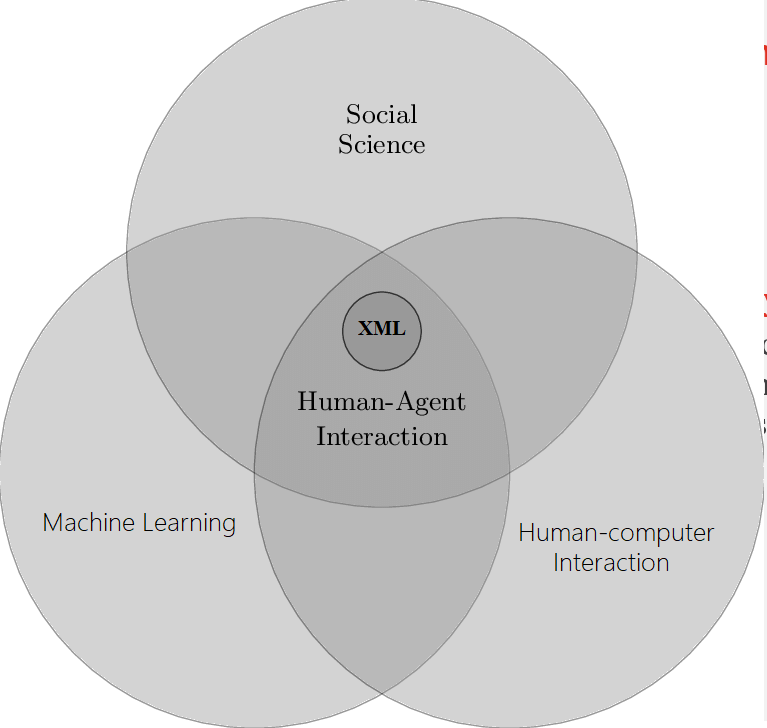 Social
Science
XML
Human-Agent
Interaction
Machine Learning
Human-computer
Interaction